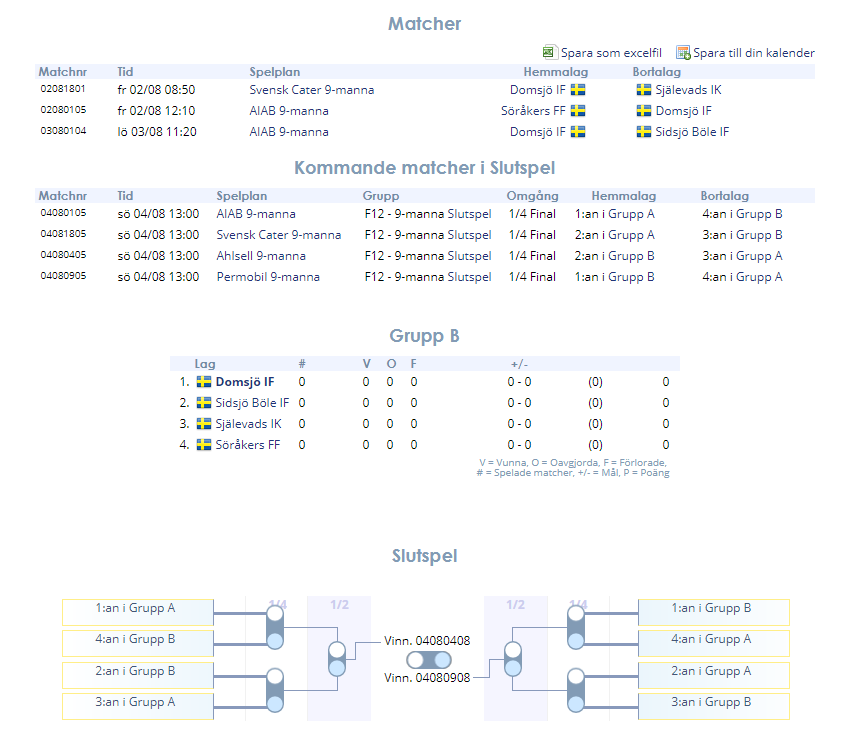 Matcher
Spara som excelfil Spara till din kalender
Matchnr Tid Spelplan Hemmalag Bortalag
02081801 fr 02/08 08:50 Svensk Cater 9-manna Domsjö IF Själevads IK
02080105 fr 02/08 12:10 AIAB 9-manna Söråkers FF Domsjö IF
03080104 lö 03/08 11:20 AIAB 9-manna Domsjö IF Sidsjö Böle IF
Kommande matcher i Slutspel
Matchnr Tid Spelplan Grupp Omgång Hemmalag Bortalag
04080105 sö 04/08 13:00 AIAB 9-manna F12 - 9-manna Slutspel 1/4 Final 1:an i Grupp A 4:an i Grupp B
04081805 sö 04/08 13:00 Svensk Cater 9-manna F12 - 9-manna Slutspel 1/4 Final 2:an i Grupp A 3:an i Grupp B
04080405 sö 04/08 13:00 Ahlsell 9-manna F12 - 9-manna Slutspel 1/4 Final 2:an i Grupp B 3:an i Grupp A
04080905 sö 04/08 13:00 Permobil 9-manna F12 - 9-manna Slutspel 1/4 Final 1:an i Grupp B 4:an i Grupp A
Grupp B
Lag # V O F +/-
1. Domsjö IF 0 0 0 0 0 - 0 (0) 0
2. Sidsjö Böle IF 0 0 0 0 0 - 0 (0) 0
3. Själevads IK 0 0 0 0 0 - 0 (0) 0
4. Söråkers FF 0 0 0 0 0 - 0 (0) 0
V = Vunna, O = Oavgjorda, F = Förlorade,
# = Spelade matcher, +/- = Mål, P = Poäng
Slutspel
1/4 1/2 1/2 1/4
1:an i Grupp A 1:an i Grupp B
4:an i Grupp B 4:an i Grupp A
Vinn. 04080408
2:an i Grupp B 2:an i Grupp A
Vinn. 04080908
3:an i Grupp A 3:an i Grupp B